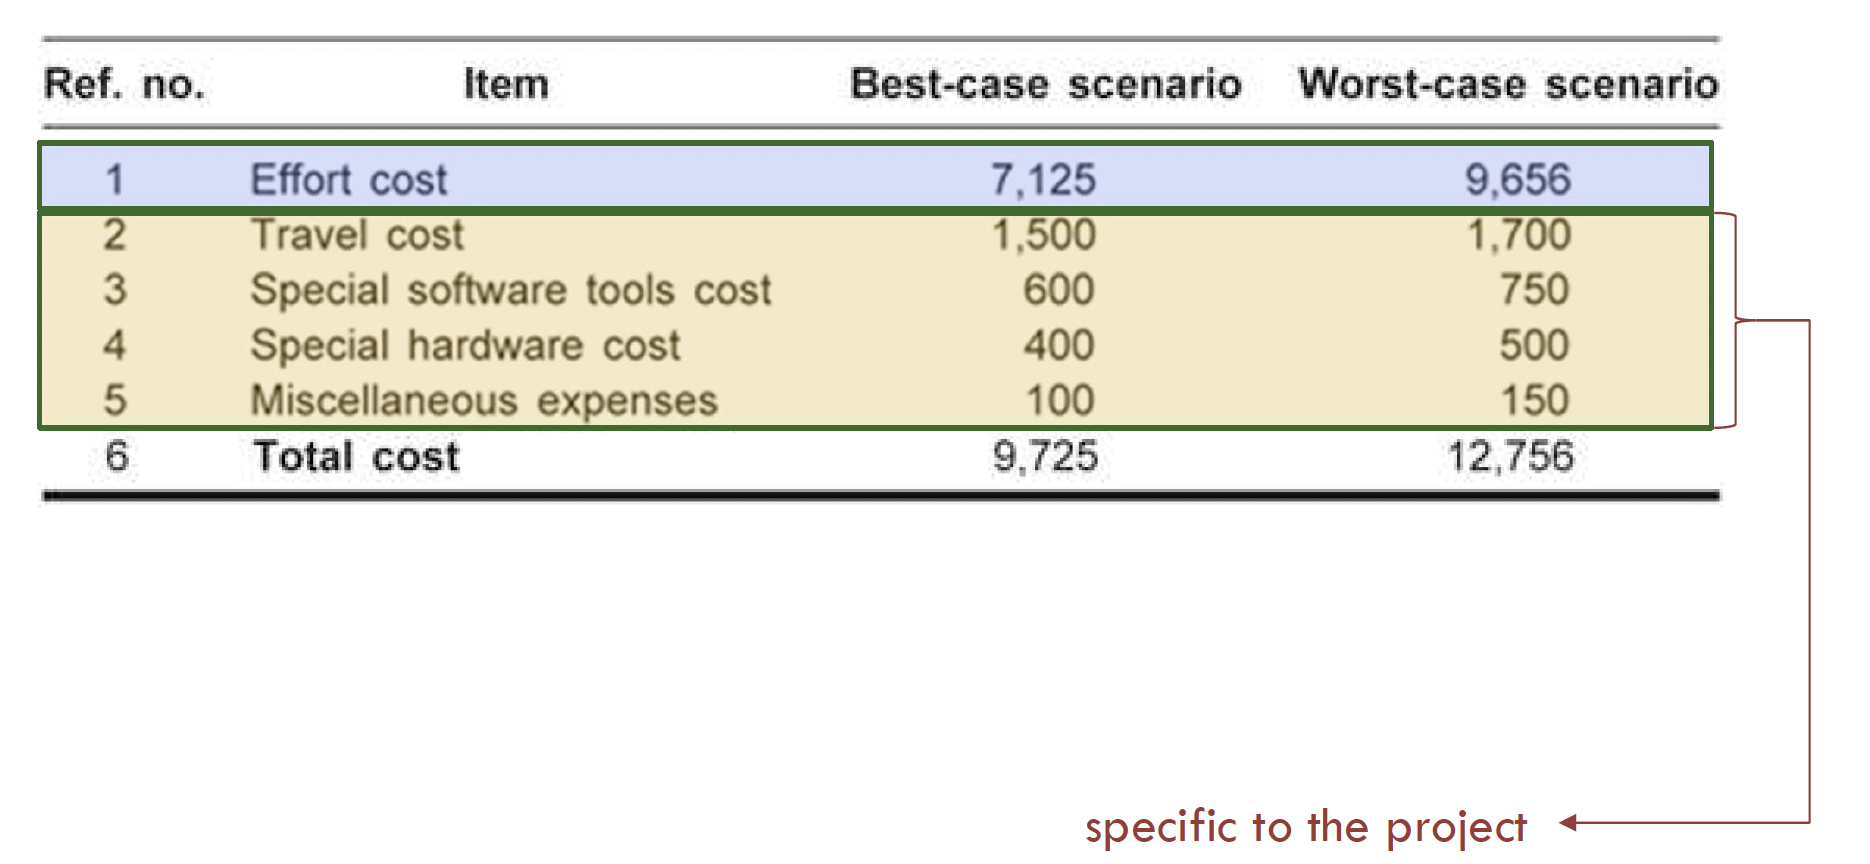 Ref. no. Item Best-case scenario Worst-case scenario
1 Effort cost 7,125 9,656
2 Travel cost 1,500 1,700
3 Special software tools cost 600 750
4 Special hardware cost 400 500
5 Miscellaneous expenses 100 150
6 Total cost 9,725 12,756
specific to the project